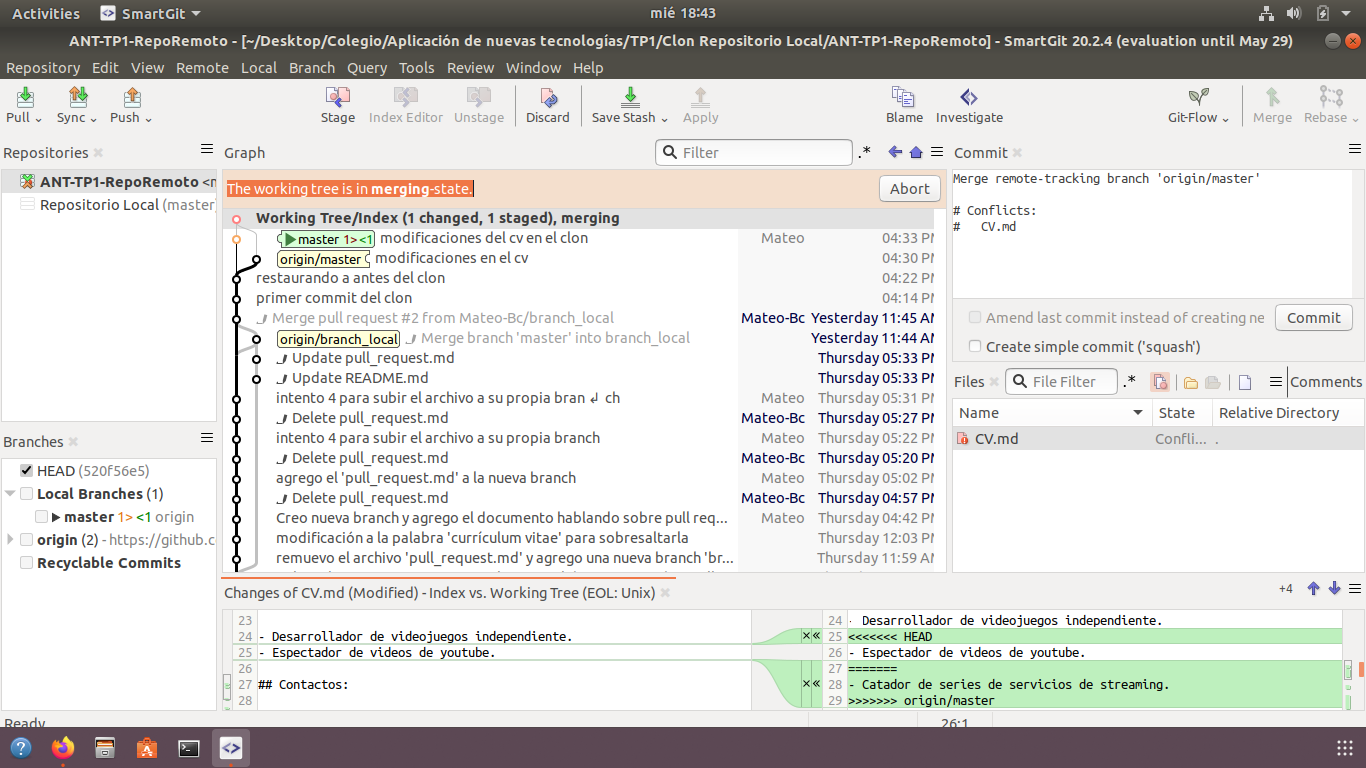 Activities SmartGit mié 18:43
ANT-TP1-RepoRemoto - [~/Desktop/Colegio/Aplicación de nuevas tecnologías/TP1/Clon Repositorio Local/ANT-TP1-RepoRemoto] - SmartGit 20.2.4 (evaluation until May 29)
Repository Edit View Remote Local Branch Query Tools Review Window Help
Pull Sync Push Stage Index Editor Unstage Discard Save Stash Apply Blame Investigate Git-Flow Merge Rebase
Repositories
ANT-TP1-RepoRemoto <n
Repositorio Local (master)
Branches
HEAD (520f56e5)
Local Branches (1)
master 1> <1 origin
origin (2) - https://github.c
Recyclable Commits
Graph Filter .*
The working tree is in merging-state. Abort
Working Tree/Index (1 changed, 1 staged), merging
master 1> <1 modificaciones del cv en el clon Mateo 04:33 PM
origin/master modificaciones en el cv 04:30 PM
restaurando a antes del clon 04:22 PM
primer commit del clon 04:14 PM
Merge pull request #2 from Mateo-Bc/branch_local Mateo-Bc Yesterday 11:45 AM
origin/branch_local Merge branch 'master' into branch_local Yesterday 11:44 AM
Update pull_request.md Thursday 05:33 PM
Update README.md Thursday 05:33 PM
intento 4 para subir el archivo a su propia bran ↲ ch Mateo Thursday 05:31 PM
Delete pull_request.md Mateo-Bc Thursday 05:27 PM
intento 4 para subir el archivo a su propia branch Mateo Thursday 05:22 PM
Delete pull_request.md Mateo-Bc Thursday 05:20 PM
agrego el 'pull_request.md' a la nueva branch Mateo Thursday 05:02 PM
Delete pull_request.md Mateo-Bc Thursday 04:57 PM
Creo nueva branch y agrego el documento hablando sobre pull req... Mateo Thursday 04:42 PM
modificación a la palabra 'currículum vitae' para sobresaltarla Thursday 12:03 PM
remuevo el archivo 'pull_request.md' y agrego una nueva branch 'br... Thursday 11:59 AM
Commit
Merge remote-tracking branch 'origin/master'
# Conflicts:
# CV.md
Amend last commit instead of creating ne Commit
Create simple commit ('squash')
Files File Filter .* Comments
Name State Relative Directory
CV.md Confli... .
Changes of CV.md (Modified) - Index vs. Working Tree (EOL: Unix) +4
23
24 - Desarrollador de videojuegos independiente.
25 - Espectador de videos de youtube.
26
27 ## Contactos:
28
24 - Desarrollador de videojuegos independiente.
25 <<<<<<< HEAD
26 - Espectador de videos de youtube.
27 =======
28 - Catador de series de servicios de streaming.
29 >>>>>>> origin/master
Ready 26:1